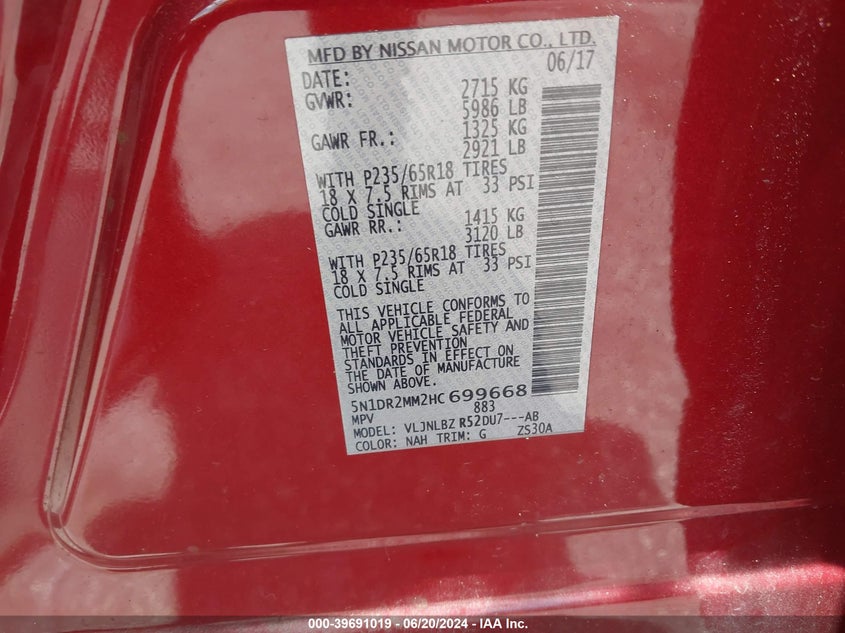 MFD BY NISSAN MOTOR CO., LTD.
DATE: 06/17
GVWR: 2715 KG
5986 LB
GAWR FR.: 1325 KG
2921 LB
WITH P235/65R18 TIRES
18 X 7.5 RIMS AT 33 PSI
COLD SINGLE
GAWR RR.: 1415 KG
3120 LB
WITH P235/65R18 TIRES
18 X 7.5 RIMS AT 33 PSI
COLD SINGLE
THIS VEHICLE CONFORMS TO
ALL APPLICABLE FEDERAL
MOTOR VEHICLE SAFETY AND
THEFT PREVENTION
STANDARDS IN EFFECT ON
THE DATE OF MANUFACTURE
SHOWN ABOVE.
5N1DR2MM2HC699668
MPV 883
MODEL: VLJNLBZ R52DU7---AB
COLOR: NAH TRIM: G ZS30A
000-39691019 - 06/20/2024 - IAA Inc.